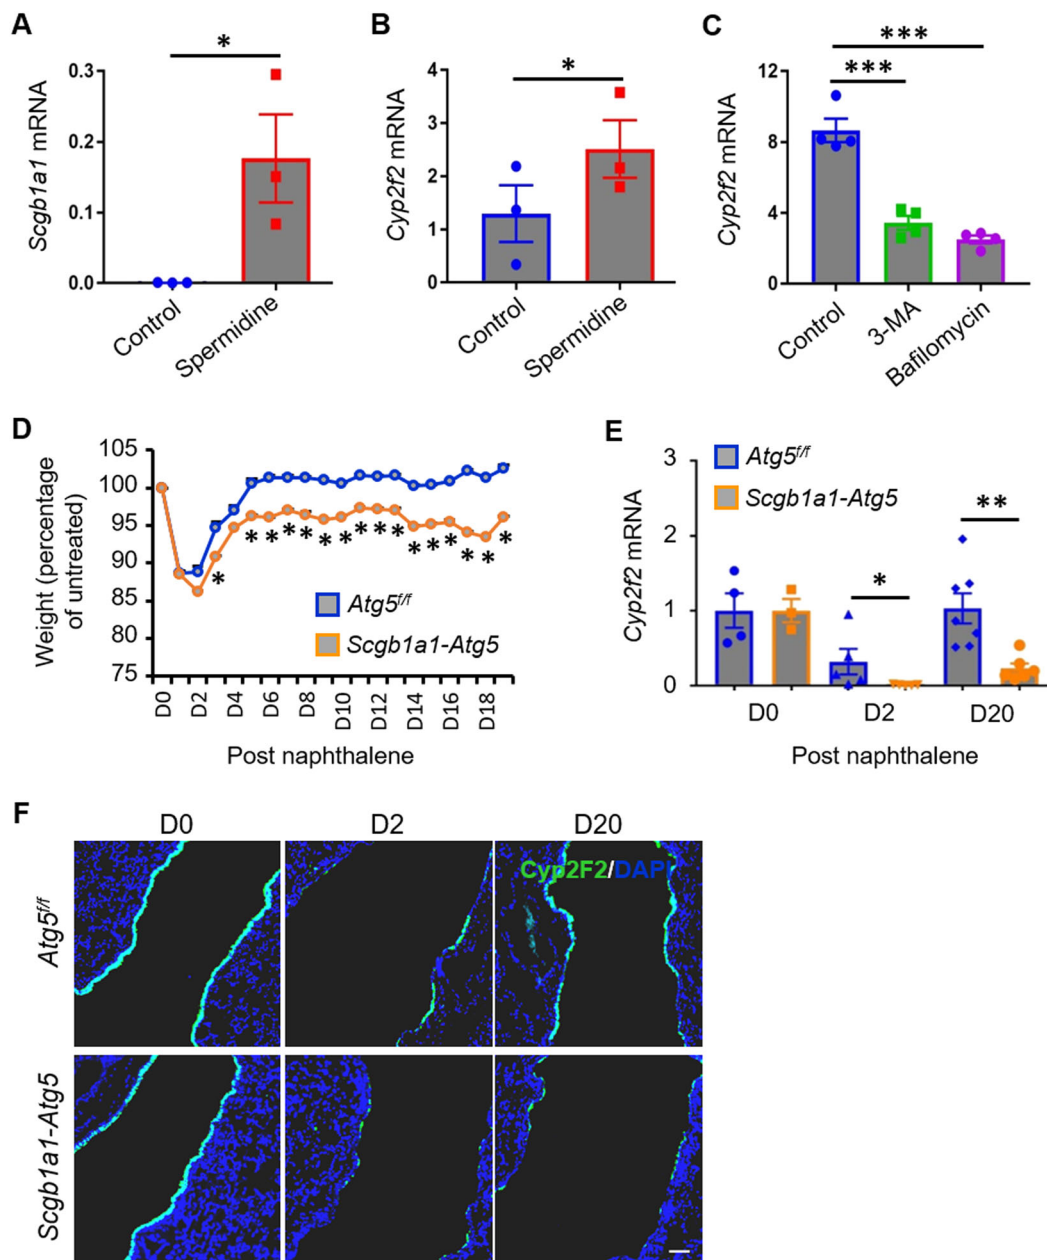 A
*
Scgb1a1 mRNA
0.3
0.2
0.1
0.0
Control
Spermidine
B
*
Cyp2f2 mRNA
4
3
2
1
0
Control
Spermidine
C
***
***
Cyp2f2 mRNA
12
8
4
0
Control
3-MA
Bafilomycin
D
Weight (percentage
of untreated)
105
100
95
90
85
80
75
* * * * * * * * * * * * * * * *
Atg5f/f
Scgb1a1-Atg5
D0 D2 D4 D6 D8 D10 D12 D14 D16 D18
Post naphthalene
E
Cyp2f2 mRNA
3
2
1
0
Atg5f/f
Scgb1a1-Atg5
*
**
D0 D2 D20
Post naphthalene
F
D0 D2 D20
Cyp2F2/DAPI
Atg5f/f
Scgb1a1-Atg5